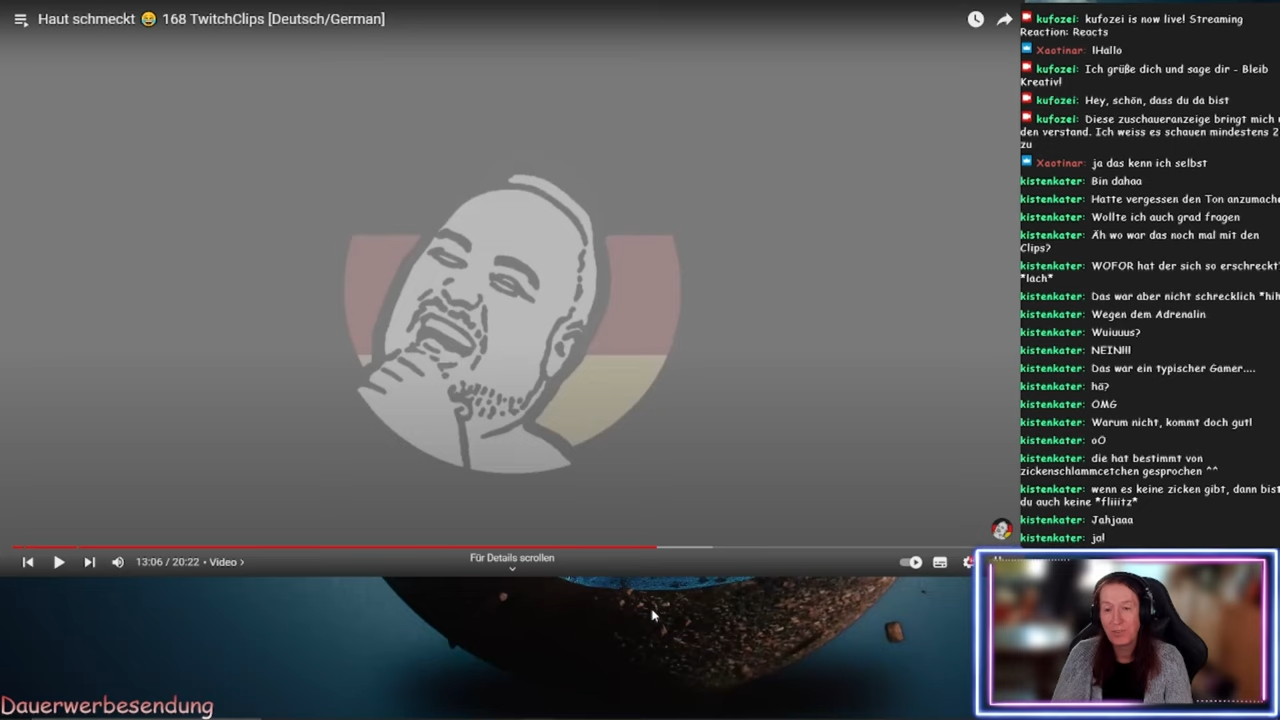 Haut schmeckt 😂 168 TwitchClips [Deutsch/German]
kufozei: kufozei is now live! Streaming
Reaction: Reacts
Xaotinar: !Hallo
kufozei: Ich grüße dich und sage dir - Bleib
Kreativ!
kufozei: Hey, schön, dass du da bist
kufozei: Diese zuschaueranzeige bringt mich
den verstand. Ich weiss es schauen mindestens 2
zu
Xaotinar: ja das kenn ich selbst
kistenkater: Bin dahaa
kistenkater: Hatte vergessen den Ton anzumache
kistenkater: Wollte ich auch grad fragen
kistenkater: Äh wo war das noch mal mit den
Clips?
kistenkater: WOFOR hat der sich so erschreckt
*lach*
kistenkater: Das war aber nicht schrecklich *hih
kistenkater: Wegen dem Adrenalin
kistenkater: Wuiuuus?
kistenkater: NEIN!!!
kistenkater: Das war ein typischer Gamer....
kistenkater: hä?
kistenkater: OMG
kistenkater: Warum nicht, kommt doch gut!
kistenkater: oO
kistenkater: die hat bestimmt von
zickenschlammcetchen gesprochen ^^
kistenkater: wenn es keine zicken gibt, dann bist
du auch keine *fliiitz*
kistenkater: Jahjaaa
kistenkater: ja!
Für Details scrollen
13:06 / 20:22 • Video ›
Dauerwerbesendung